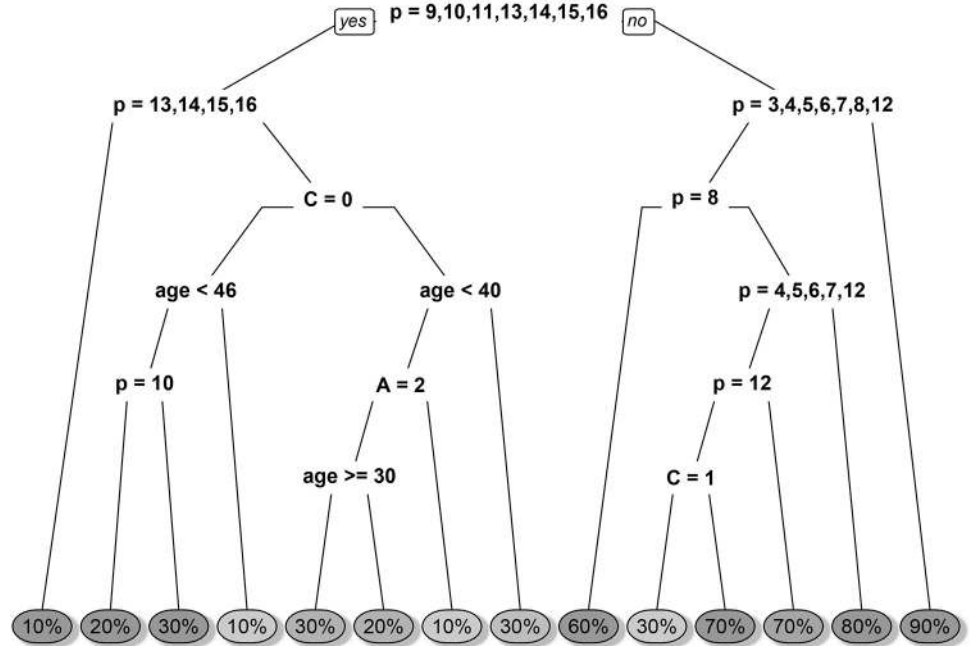 yes p = 9,10,11,13,14,15,16 no
p = 13,14,15,16 p = 3,4,5,6,7,8,12
C = 0 p = 8
age < 46 age < 40 p = 4,5,6,7,12
p = 10 A = 2 p = 12
age >= 30 C = 1
10% 20% 30% 10% 30% 20% 10% 30% 60% 30% 70% 70% 80% 90%